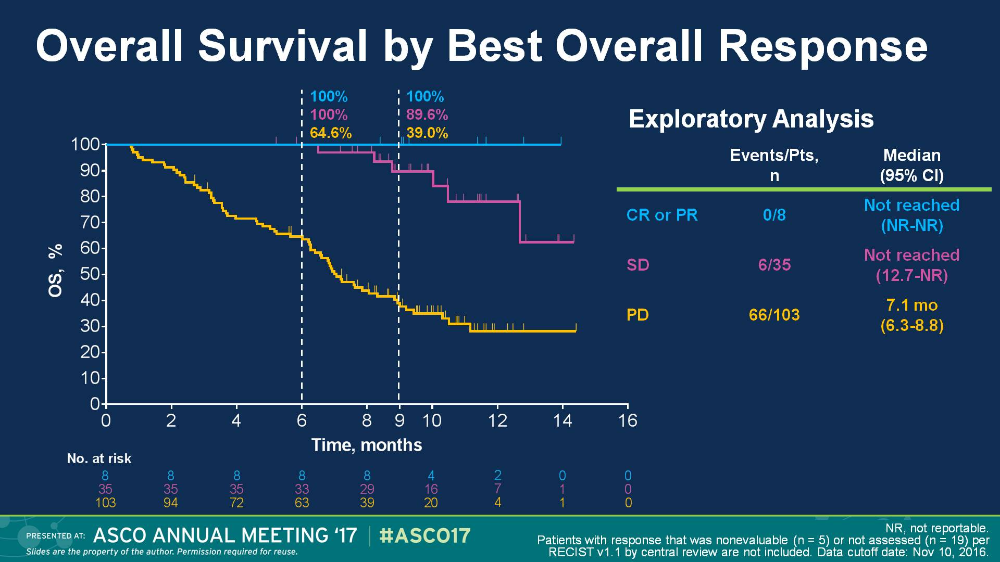 Overall Survival by Best Overall Response
100%
100%
64.6%
100%
89.6%
39.0%
100
90
80
70
60
50
40
30
20
10
0
OS, %
0 2 4 6 8 9 10 12 14 16
Time, months
No. at risk
8 8 8 8 8 4 2 0 0
35 35 35 33 29 16 7 1 0
103 94 72 63 39 20 4 1 0
Exploratory Analysis
Events/Pts, n
Median (95% CI)
CR or PR 0/8 Not reached (NR-NR)
SD 6/35 Not reached (12.7-NR)
PD 66/103 7.1 mo (6.3-8.8)
PRESENTED AT: ASCO ANNUAL MEETING ‘17 | #ASCO17
Slides are the property of the author. Permission required for reuse.
NR, not reportable.
Patients with response that was nonevaluable (n = 5) or not assessed (n = 19) per
RECIST v1.1 by central review are not included. Data cutoff date: Nov 10, 2016.